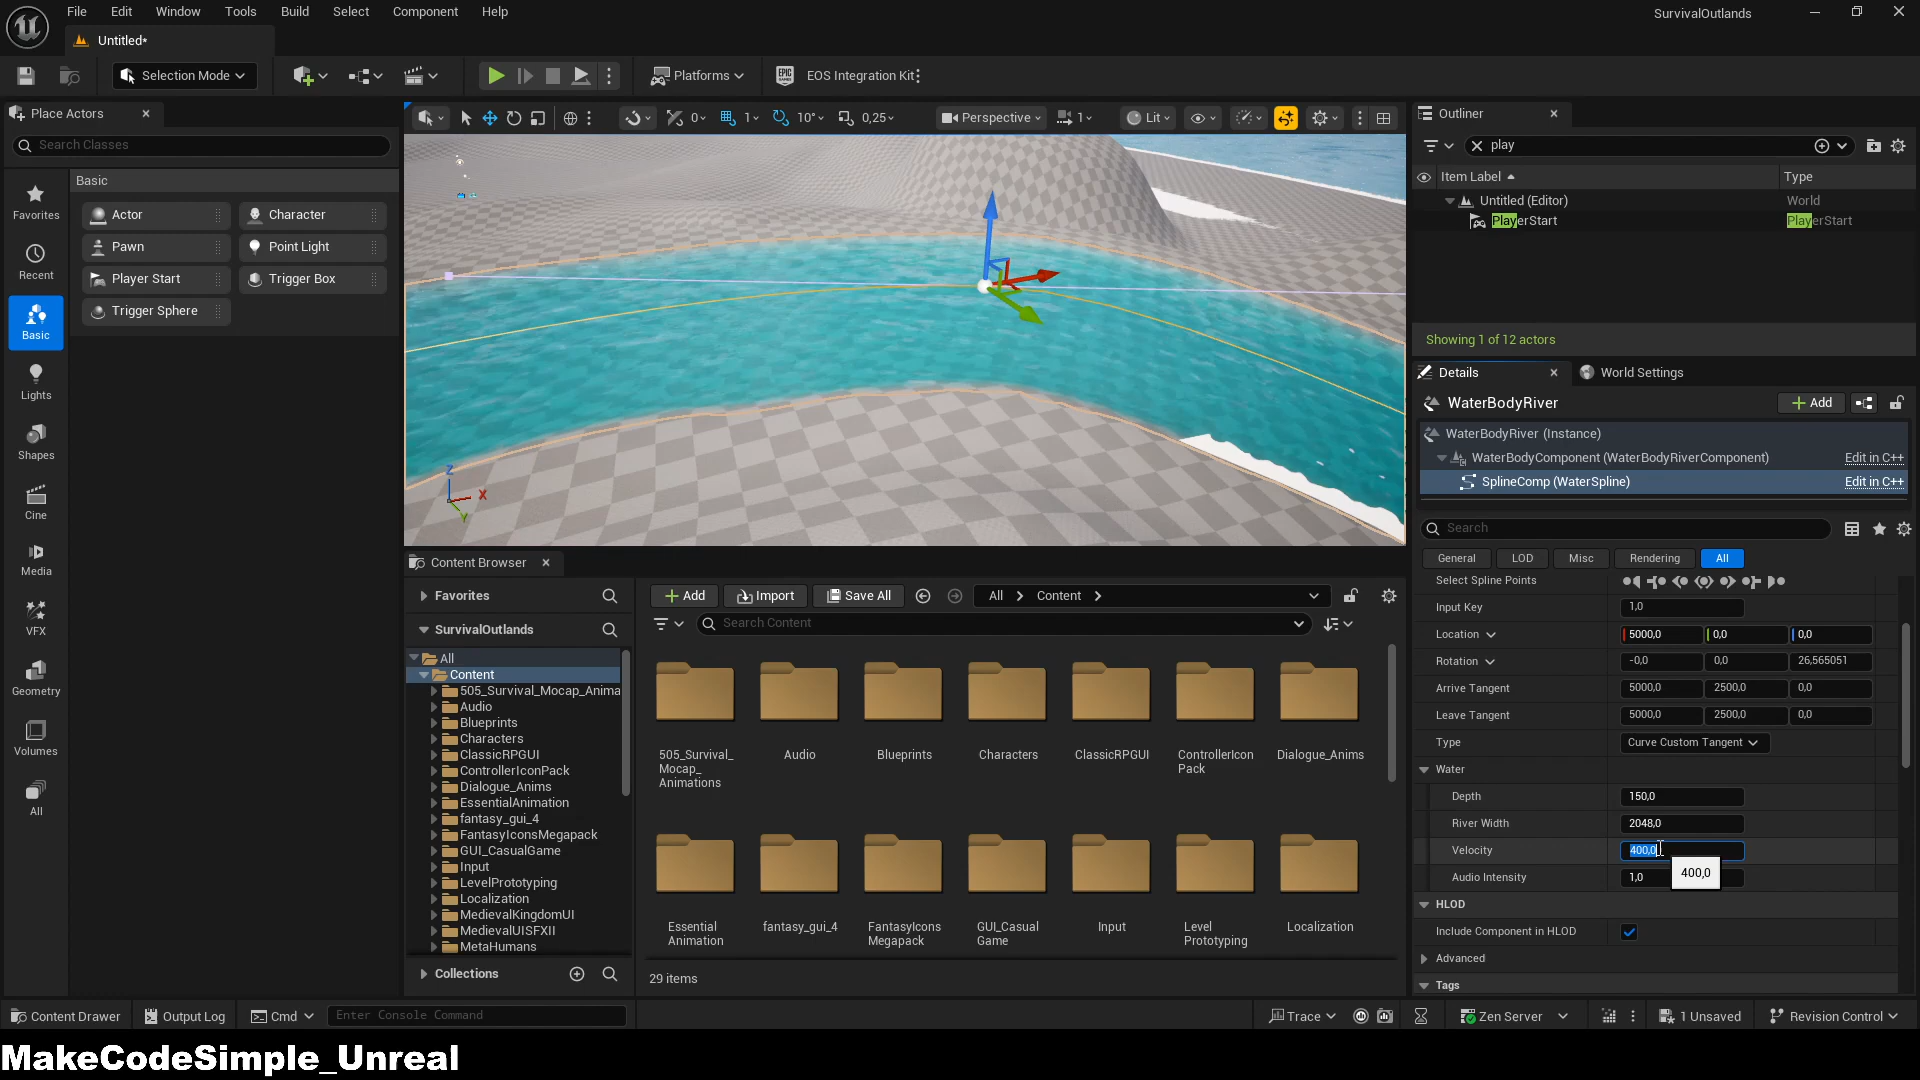 File Edit Window Tools Build Select Component Help
SurvivalOutlands
Untitled*
Selection Mode
Platforms
EOS Integration Kit
Place Actors
Search Classes
Basic
Favorites
Recent
Basic
Lights
Shapes
Cine
Media
VFX
Geometry
Volumes
All
Actor
Character
Pawn
Point Light
Player Start
Trigger Box
Trigger Sphere
0
1
10°
0,25
Perspective
1
Lit
Z
X
Y
Outliner
play
Item Label
Type
Untitled (Editor)
World
PlayerStart
PlayerStart
Showing 1 of 12 actors
Details
World Settings
WaterBodyRiver
Add
WaterBodyRiver (Instance)
WaterBodyComponent (WaterBodyRiverComponent)
Edit in C++
SplineComp (WaterSpline)
Edit in C++
Search
General
LOD
Misc
Rendering
All
Select Spline Points
Input Key
1,0
Location
5000,0
0,0
0,0
Rotation
-0,0
0,0
26,565051
Arrive Tangent
5000,0
2500,0
0,0
Leave Tangent
5000,0
2500,0
0,0
Type
Curve Custom Tangent
Water
Depth
150,0
River Width
2048,0
Velocity
400,0
Audio Intensity
1,0
400,0
HLOD
Include Component in HLOD
Advanced
Tags
Content Browser
Favorites
SurvivalOutlands
All
Content
505_Survival_Mocap_Anima
Audio
Blueprints
Characters
ClassicRPGUI
ControllerIconPack
Dialogue_Anims
EssentialAnimation
fantasy_gui_4
FantasyIconsMegapack
GUI_CasualGame
Input
LevelPrototyping
Localization
MedievalKingdomUI
MedievalUISFXII
MetaHumans
Collections
Add
Import
Save All
All
Content
Search Content
505_Survival_
Mocap_
Animations
Audio
Blueprints
Characters
ClassicRPGUI
ControllerIcon
Pack
Dialogue_Anims
Essential
Animation
fantasy_gui_4
FantasyIcons
Megapack
GUI_Casual
Game
Input
Level
Prototyping
Localization
29 items
Content Drawer
Output Log
Cmd
Enter Console Command
Trace
Zen Server
1 Unsaved
Revision Control
MakeCodeSimple_Unreal